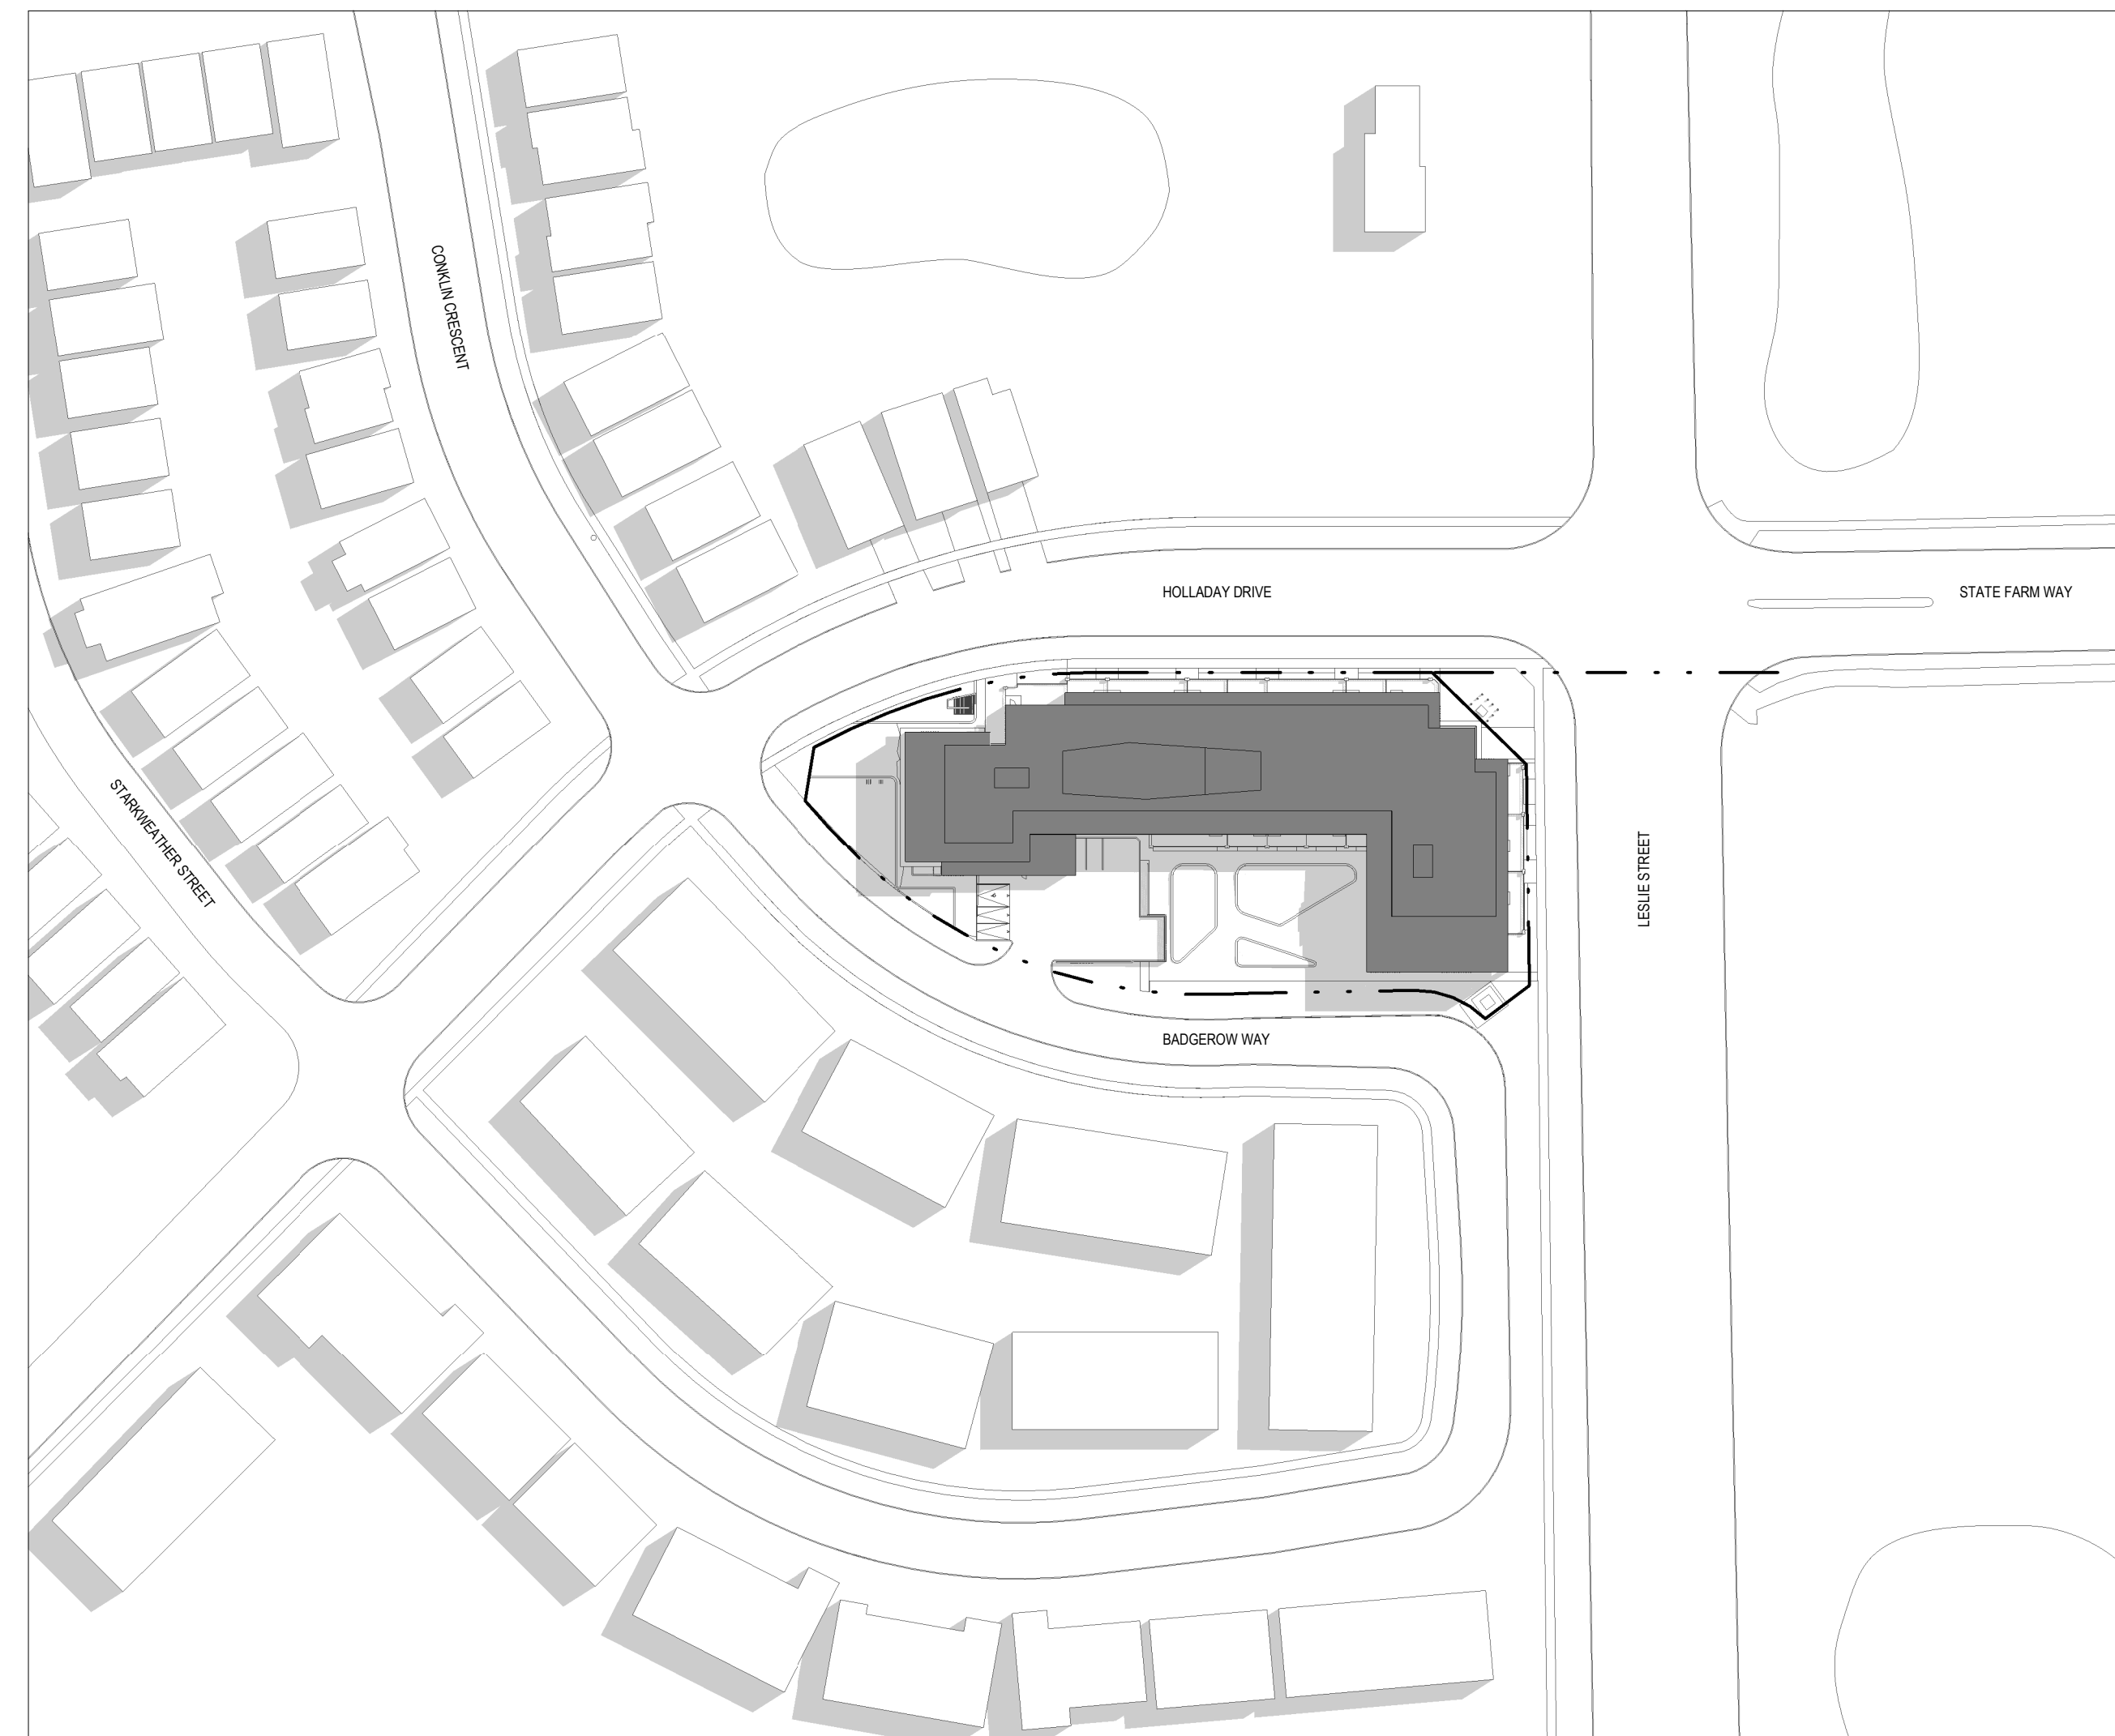 CONKLIN CRESCENT
HOLLADAY DRIVE
STATE FARM WAY
STARKWEATHER STREET
LESLIE STREET
BADGEROW WAY